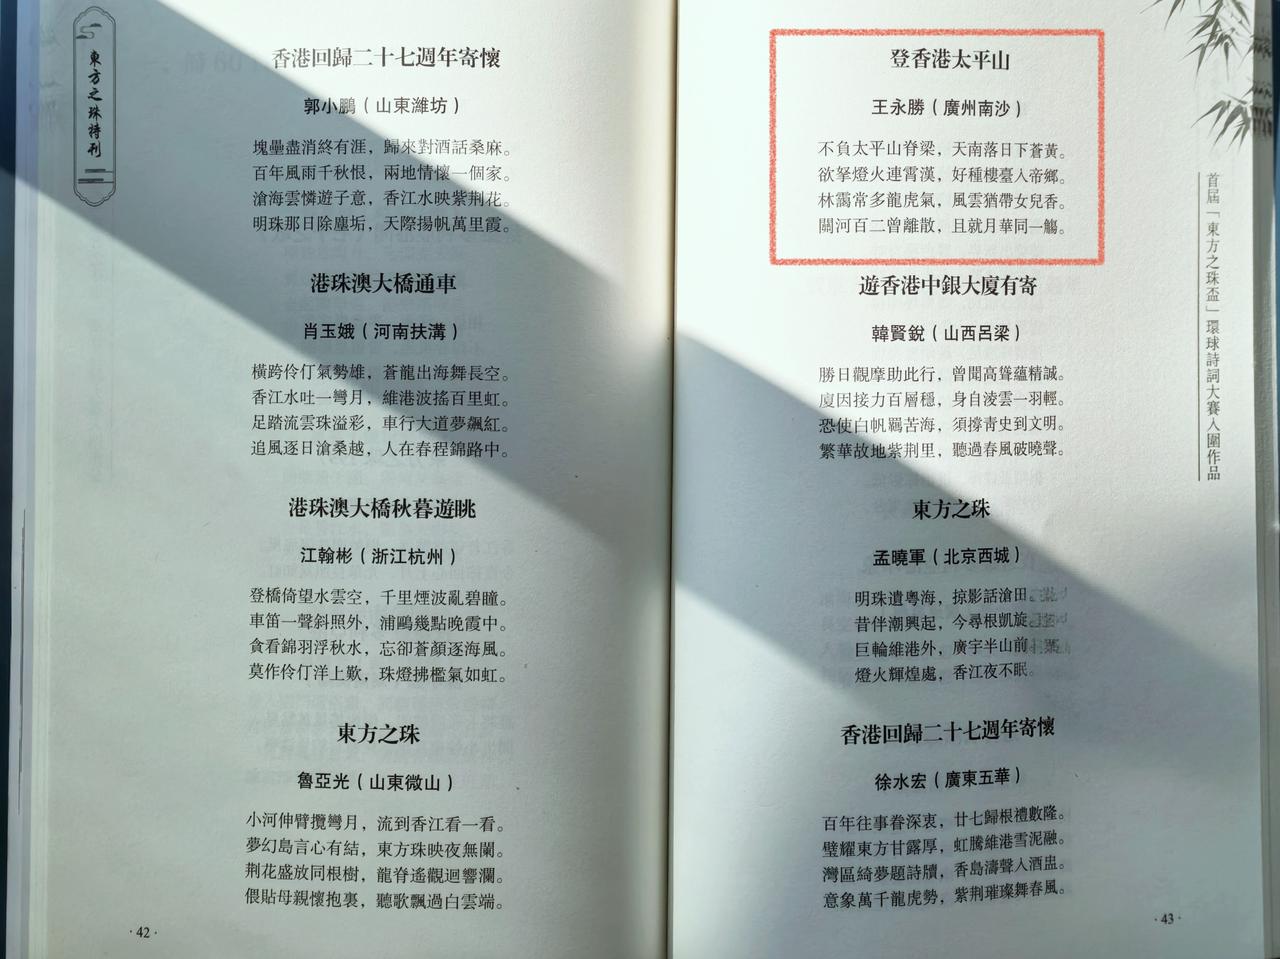 東方之珠特刊
香港回歸二十七週年寄懷
郭小鵬（山東濰坊）
塊壘盡消終有涯，歸來對酒話桑麻。
百年風雨千秋恨，兩地情懷一個家。
滄海雲憐遊子意，香江水映紫荆花。
明珠那日除塵垢，天際揚帆萬里霞。
港珠澳大橋通車
肖玉娥（河南扶溝）
橫跨伶仃氣勢雄，蒼龍出海舞長空。
香江水吐一彎月，維港波搖百里虹。
足踏流雲珠溢彩，車行大道夢飆紅。
追風逐日滄桑越，人在春程錦路中。
港珠澳大橋秋暮遊眺
江翰彬（浙江杭州）
登橋倚望水雲空，千里煙波亂碧瞳。
車笛一聲斜照外，浦鷗幾點晚霞中。
貪看錦羽浮秋水，忘卻蒼顏逐海風。
莫作伶仃洋上歎，珠燈拂檻氣如虹。
東方之珠
魯亞光（山東微山）
小河伸臂攬彎月，流到香江看一看。
夢幻島言心有結，東方珠映夜無闌。
荆花盛放同根樹，龍脊遙觀迴響瀾。
偎貼母親懷抱裏，聽歌飄過白雲端。
·42·
登香港太平山
王永勝（廣州南沙）
不負太平山脊梁，天南落日下蒼黃。
欲拏燈火連霄漢，好種樓臺入帝鄉。
林靄常多龍虎氣，風雲猶帶女兒香。
關河百二曾離散，且就月華同一觴。
遊香港中銀大廈有寄
韓賢銳（山西呂梁）
勝日觀摩助此行，曾聞高聳蘊精誠。
廈因接力百層穩，身自凌雲一羽輕。
恐使白帆羈苦海，須撐青史到文明。
繁華故地紫荆里，聽過春風破曉聲。
東方之珠
孟曉軍（北京西城）
明珠遺粵海，掠影話滄田。
昔伴潮興起，今尋根凱旋。
巨輪維港外，廣宇半山前。
燈火輝煌處，香江夜不眠。
香港回歸二十七週年寄懷
徐水宏（廣東五華）
百年往事眷深衷，廿七歸根禮數隆。
璧耀東方甘露厚，虹騰維港雪泥融。
灣區綺夢題詩牘，香島濤聲入酒盅。
意象萬千龍虎勢，紫荆璀璨舞春風。
首屆「東方之珠盃」環球詩詞大賽入圍作品
·43·